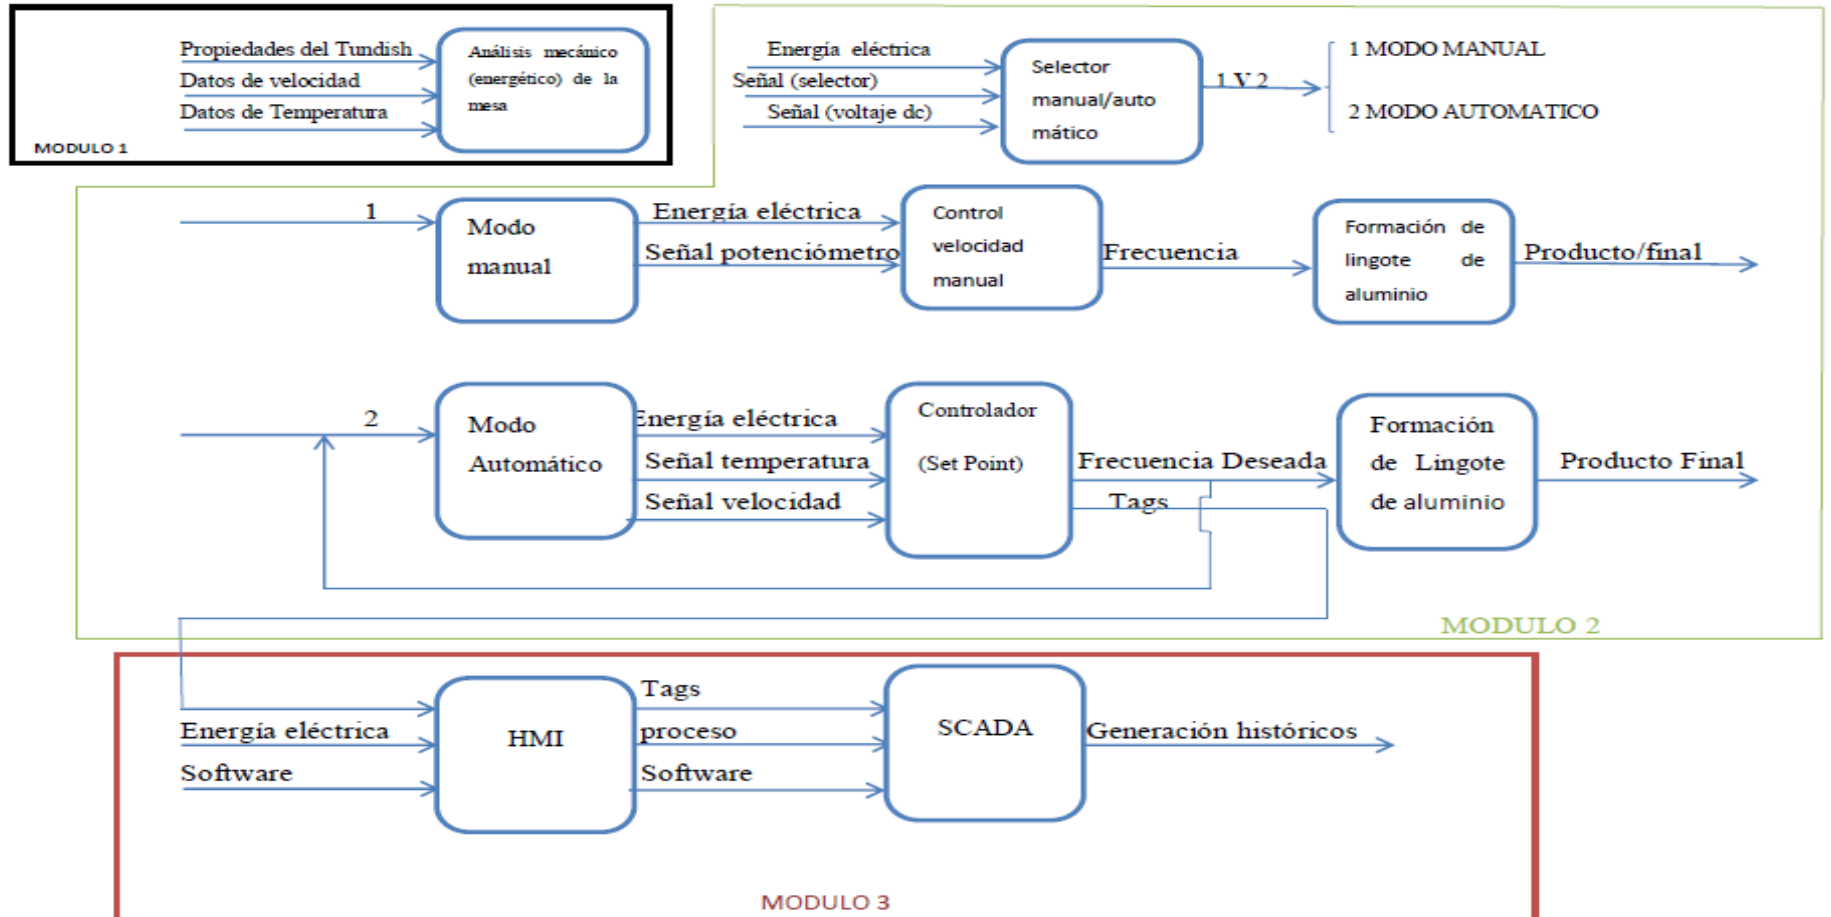 Propiedades del Tundish
Datos de velocidad
Datos de Temperatura
Análisis mecánico
(energético) de la
mesa
MODULO 1
Energía eléctrica
Señal (selector)
Señal (voltaje dc)
Selector
manual/auto
mático
1 V 2
1 MODO MANUAL
2 MODO AUTOMATICO
1
Modo
manual
Energía eléctrica
Señal potenciómetro
Control
velocidad
manual
Frecuencia
Formación de
lingote de
aluminio
Producto/final
2
Modo
Automático
Energía eléctrica
Señal temperatura
Señal velocidad
Controlador
(Set Point)
Frecuencia Deseada
Tags
Formación
de Lingote
de aluminio
Producto Final
MODULO 2
Energía eléctrica
Software
HMI
Tags
proceso
Software
SCADA
Generación históricos
MODULO 3